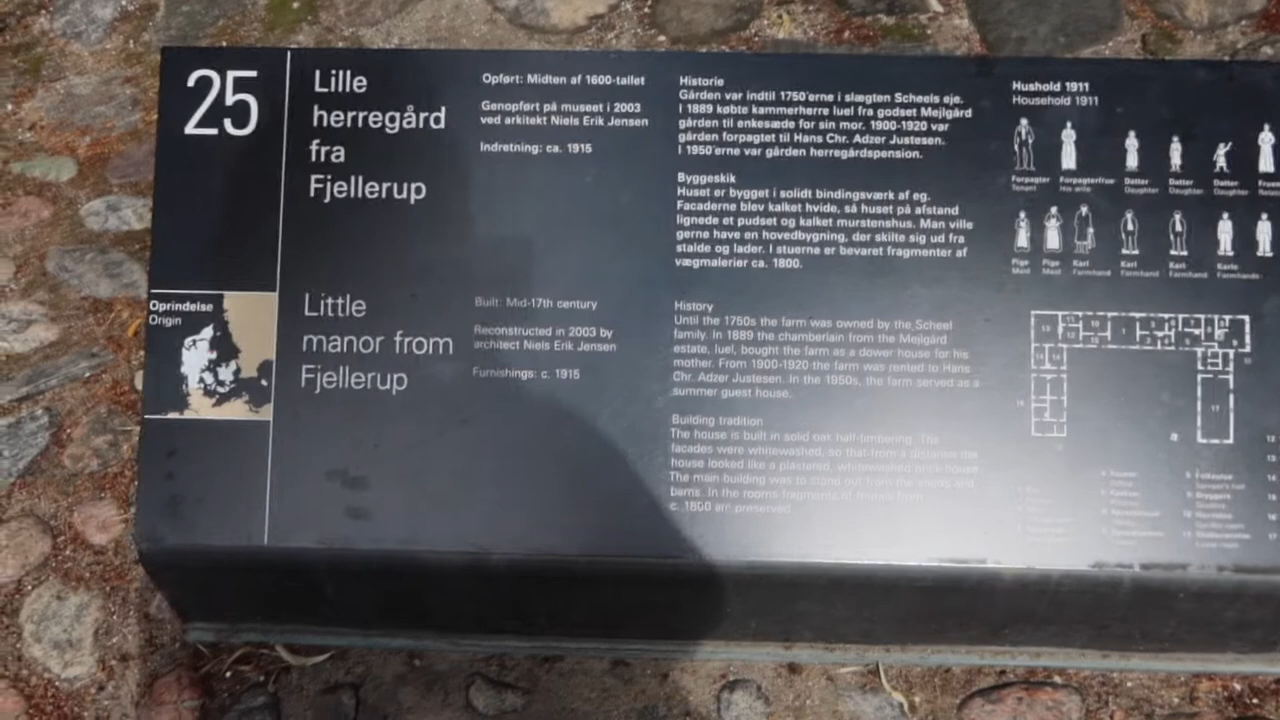 25
Lille
herregård
fra
Fjellerup
Opført: Midten af 1600-tallet
Genopført på museet i 2003
ved arkitekt Niels Erik Jensen
Indretning: ca. 1915
Historie
Gården var indtil 1750'erne i slægten Scheels eje.
I 1889 købte kammerherre Iuel fra godset Mejlgård
gården til enkesæde for sin mor. 1900-1920 var
gården forpagtet til Hans Chr. Adzer Justesen.
I 1950'erne var gården herregårdspension.
Byggeskik
Huset er bygget i solidt bindingsværk af eg.
Facaderne blev kalket hvide, så huset på afstand
lignede et pudset og kalket murstenshus. Man ville
gerne have en hovedbygning, der skilte sig ud fra
stalde og lader. I stuerne er bevaret fragmenter af
vægmalerier ca. 1800.
Hushold 1911
Household 1911
Forpagter
Tenant
Forpagterfrue
His wife
Datter
Daughter
Datter
Daughter
Datter
Daughter
Pige
Maid
Pige
Maid
Karl
Farmhand
Karl
Farmhand
Karl
Farmhand
Karle
Farmhands
Oprindelse
Origin
Little
manor from
Fjellerup
Built: Mid-17th century
Reconstructed in 2003 by
architect Niels Erik Jensen
Furnishings: c. 1915
History
Until the 1750s the farm was owned by the Scheel
family. In 1889 the chamberlain from the Mejlgård
estate, Iuel, bought the farm as a dower house for his
mother. From 1900-1920 the farm was rented to Hans
Chr. Adzer Justesen. In the 1950s, the farm served as a
summer guest house.
Building tradition
The house is built in solid oak half-timbering. The
facades were whitewashed, so that from a distance the
house looked like a plastered, whitewashed brick house.
The main building was to stand out from the stables and
barns. In the rooms fragments of murals from
c. 1800 are preserved.